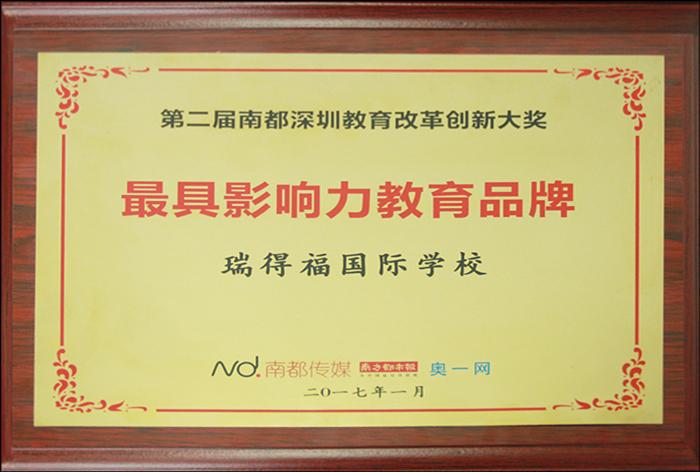 第二届南都深圳教育改革创新大奖
最具影响力教育品牌
瑞得福国际学校
Nd.南都传媒 南方都市报 奥一网
二〇一七年一月